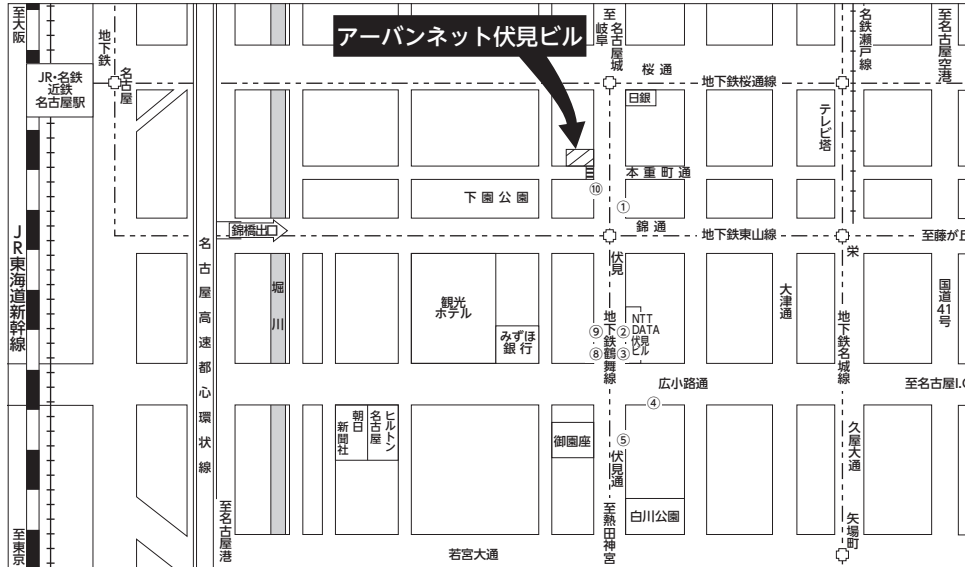 至大阪
地下鉄
名古屋
JR・名鉄
近鉄
名古屋駅
アーバンネット伏見ビル
至岐阜
至名古屋城
桜通
地下鉄桜通線
名鉄瀬戸線
至名古屋空港
日銀
テレビ塔
本重町通
⑩
下園公園
①
錦橋出口
錦通
地下鉄東山線
至藤が丘
栄
JR東海道新幹線
名古屋高速都心環状線
堀川
観光
ホテル
みずほ
銀行
伏見
地下鉄鶴舞線
⑨
②
⑧
③
NTT
DATA
伏見
ビル
大津通
地下鉄名城線
国道41号
広小路通
至名古屋I.C
④
朝日
新聞社
ヒルトン
名古屋
御園座
⑤
伏見通
久屋大通
白川公園
至名古屋港
至熱田神宮
矢場町
至東京
若宮大通